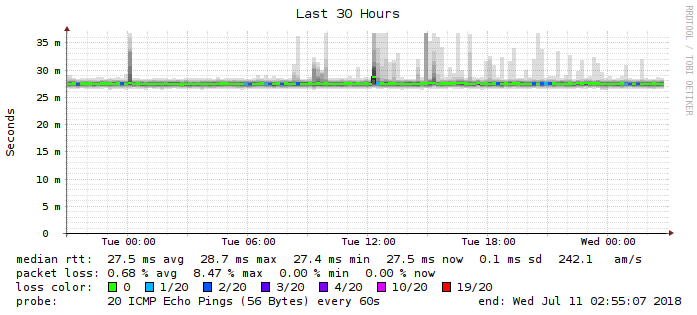 Last 30 Hours
RRDTOOL / TOBI OETIKER
Seconds
35 m
30 m
25 m
20 m
15 m
10 m
5 m
0
Tue 00:00 Tue 06:00 Tue 12:00 Tue 18:00 Wed 00:00
median rtt: 27.5 ms avg 28.7 ms max 27.4 ms min 27.5 ms now 0.1 ms sd 242.1 am/s
packet loss: 0.68 % avg 8.47 % max 0.00 % min 0.00 % now
loss color: 0 1/20 2/20 3/20 4/20 10/20 19/20
probe: 20 ICMP Echo Pings (56 Bytes) every 60s end: Wed Jul 11 02:55:07 2018